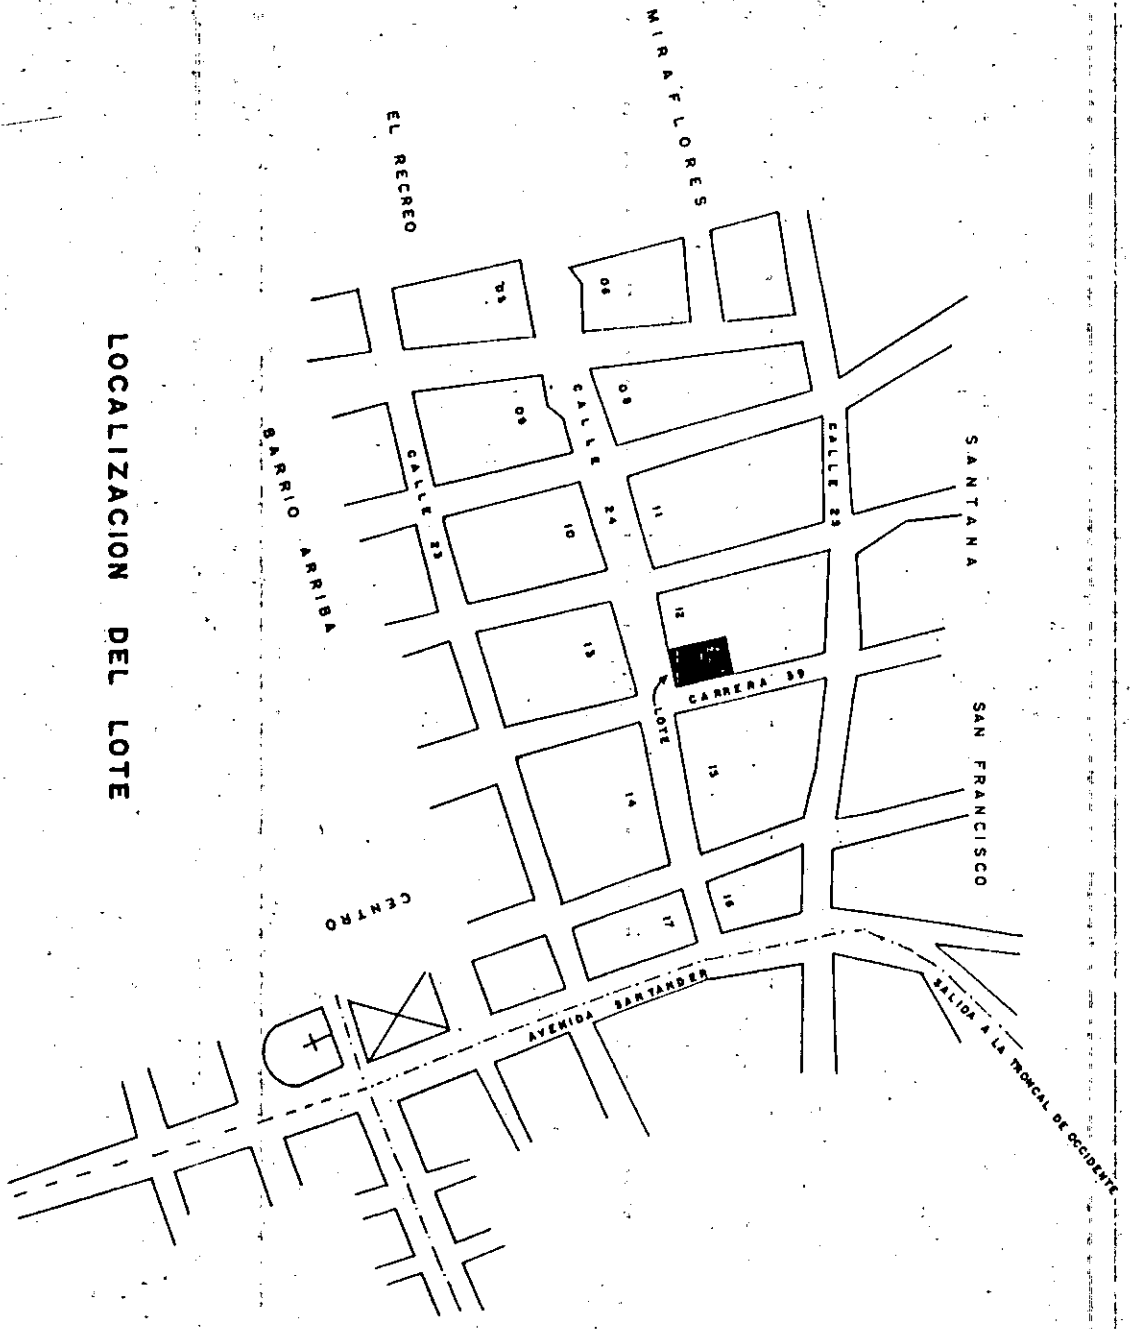 LOCALIZACION DEL LOTE
MIRAFLORES
EL RECREO
BARRIO ARRIBA
CENTRO
SANTANA
SAN FRANCISCO
CALLE 23
CALLE 24
CALLE 25
CARRERA 39
LOTE
AVENIDA SANTANDER
SALIDA A LA TRONCAL DE OCCIDENTE
05
06
09
08
10
11
12
13
14
15
16
17